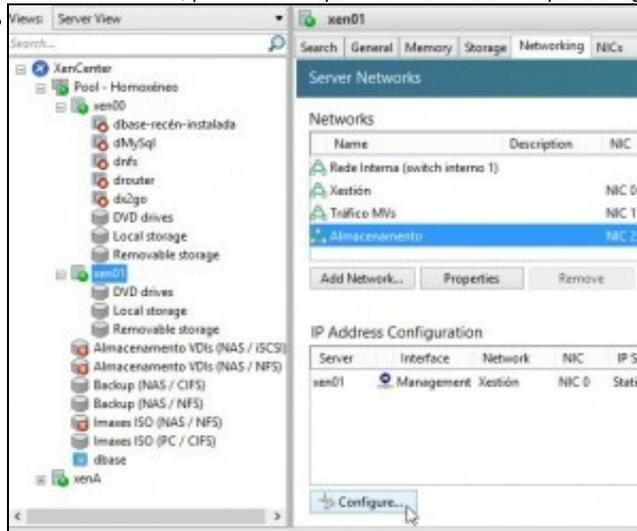 Views: Server View
Search...
XenCenter
Pool - Homoxéneo
xen00
dbase-recén-instalada
dMySql
dnfs
drouter
dx2go
DVD drives
Local storage
Removable storage
xen01
DVD drives
Local storage
Removable storage
Almacenamento VDIs (NAS / iSCSI)
Almacenamento VDIs (NAS / NFS)
Backup (NAS / CIFS)
Backup (NAS / NFS)
Imaxes ISO (NAS / NFS)
Imaxes ISO (PC / CIFS)
dbase
xenA
xen01
Search General Memory Storage Networking NICs
Server Networks
Networks
Name Description NIC
Rede Interna (switch interno 1)
Xestión NIC 0
Tráfico MVs NIC 1
Almacenamento NIC 2
Add Network... Properties Remove
IP Address Configuration
Server Interface Network NIC IP S
xen01 Management Xestión NIC 0 Stati
Configure...